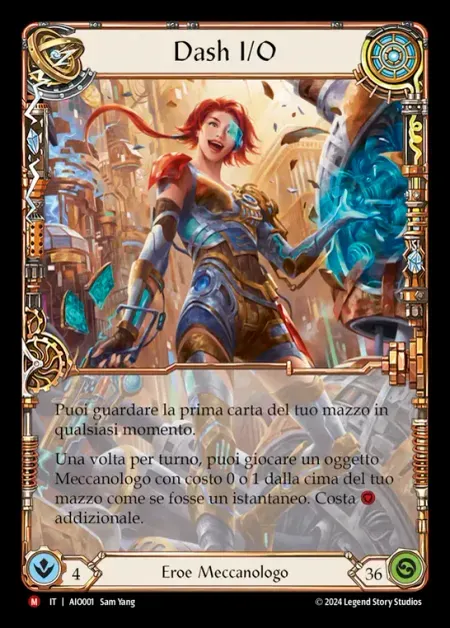 Dash I/O
Puoi guardare la prima carta del tuo mazzo in
qualsiasi momento.
Una volta per turno, puoi giocare un oggetto
Meccanologo con costo 0 o 1 dalla cima del tuo
mazzo come se fosse un istantaneo. Costa
addizionale.
4 Eroe Meccanologo 36
M IT | AIO001 Sam Yang © 2024 Legend Story Studios